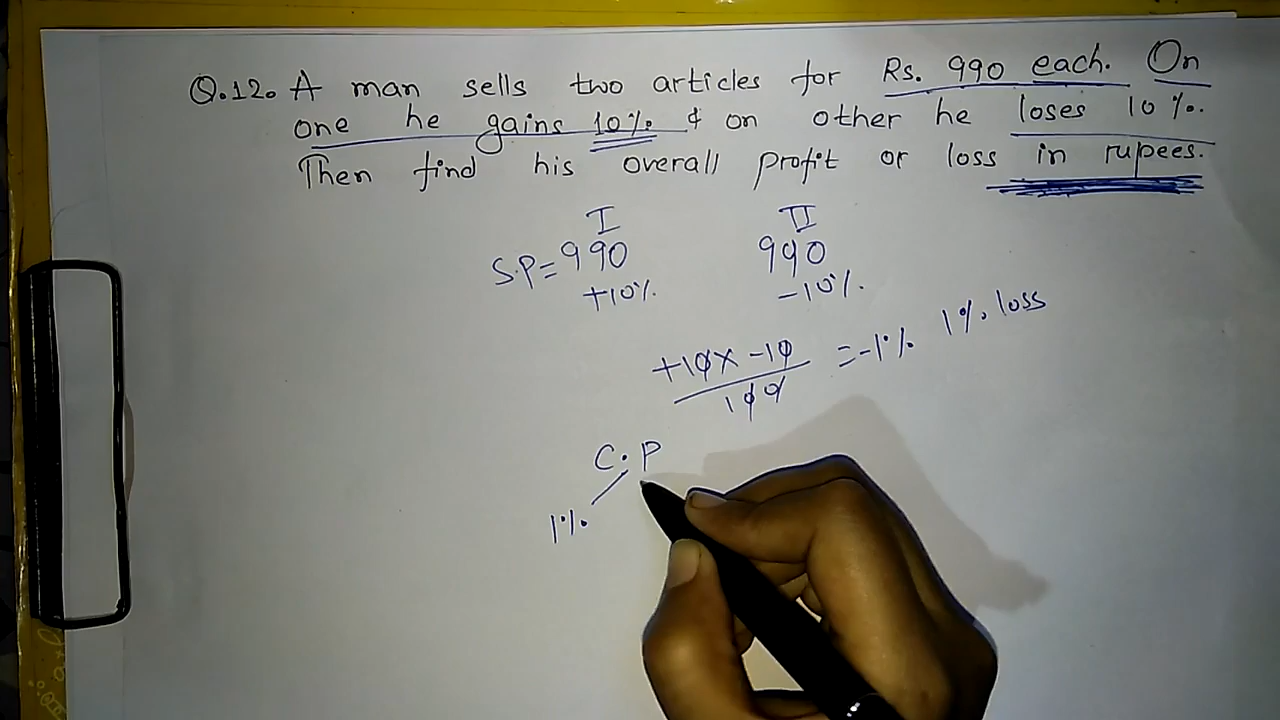 Q.12. A man sells two articles for Rs. 990 each. On
one he gains 10% & on other he loses 10%.
Then find his overall profit or loss in rupees.
I II
S.P= 990 990
+10% -10%.
+10x -10 = -1% 1% loss
100
C.P
1%